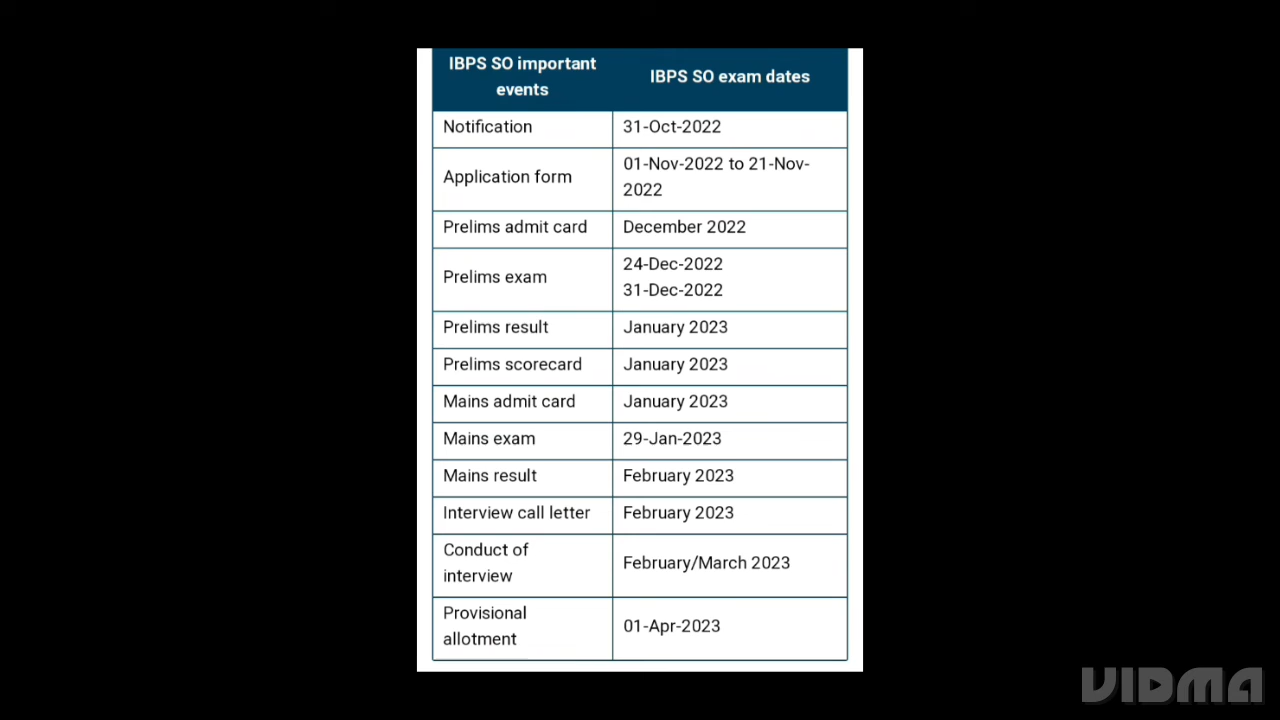 IBPS SO important
events
IBPS SO exam dates
Notification
31-Oct-2022
Application form
01-Nov-2022 to 21-Nov-
2022
Prelims admit card
December 2022
Prelims exam
24-Dec-2022
31-Dec-2022
Prelims result
January 2023
Prelims scorecard
January 2023
Mains admit card
January 2023
Mains exam
29-Jan-2023
Mains result
February 2023
Interview call letter
February 2023
Conduct of
interview
February/March 2023
Provisional
allotment
01-Apr-2023
VIDMA